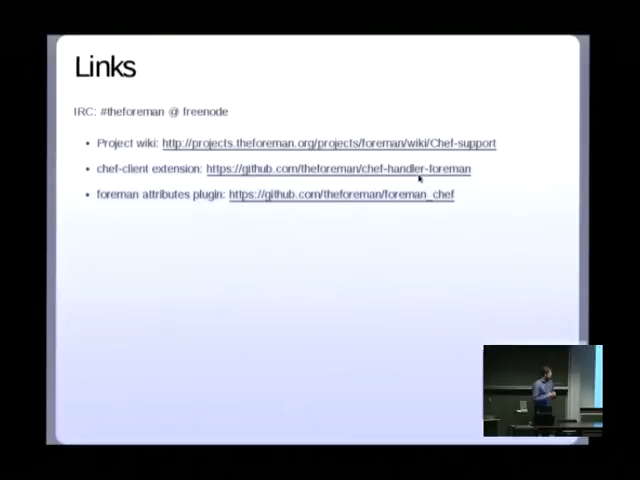 Links
IRC: #theforeman @ freenode
• Project wiki: http://projects.theforeman.org/projects/foreman/wiki/Chef-support
• chef-client extension: https://github.com/theforeman/chef-handler-foreman
• foreman attributes plugin: https://github.com/theforeman/foreman_chef